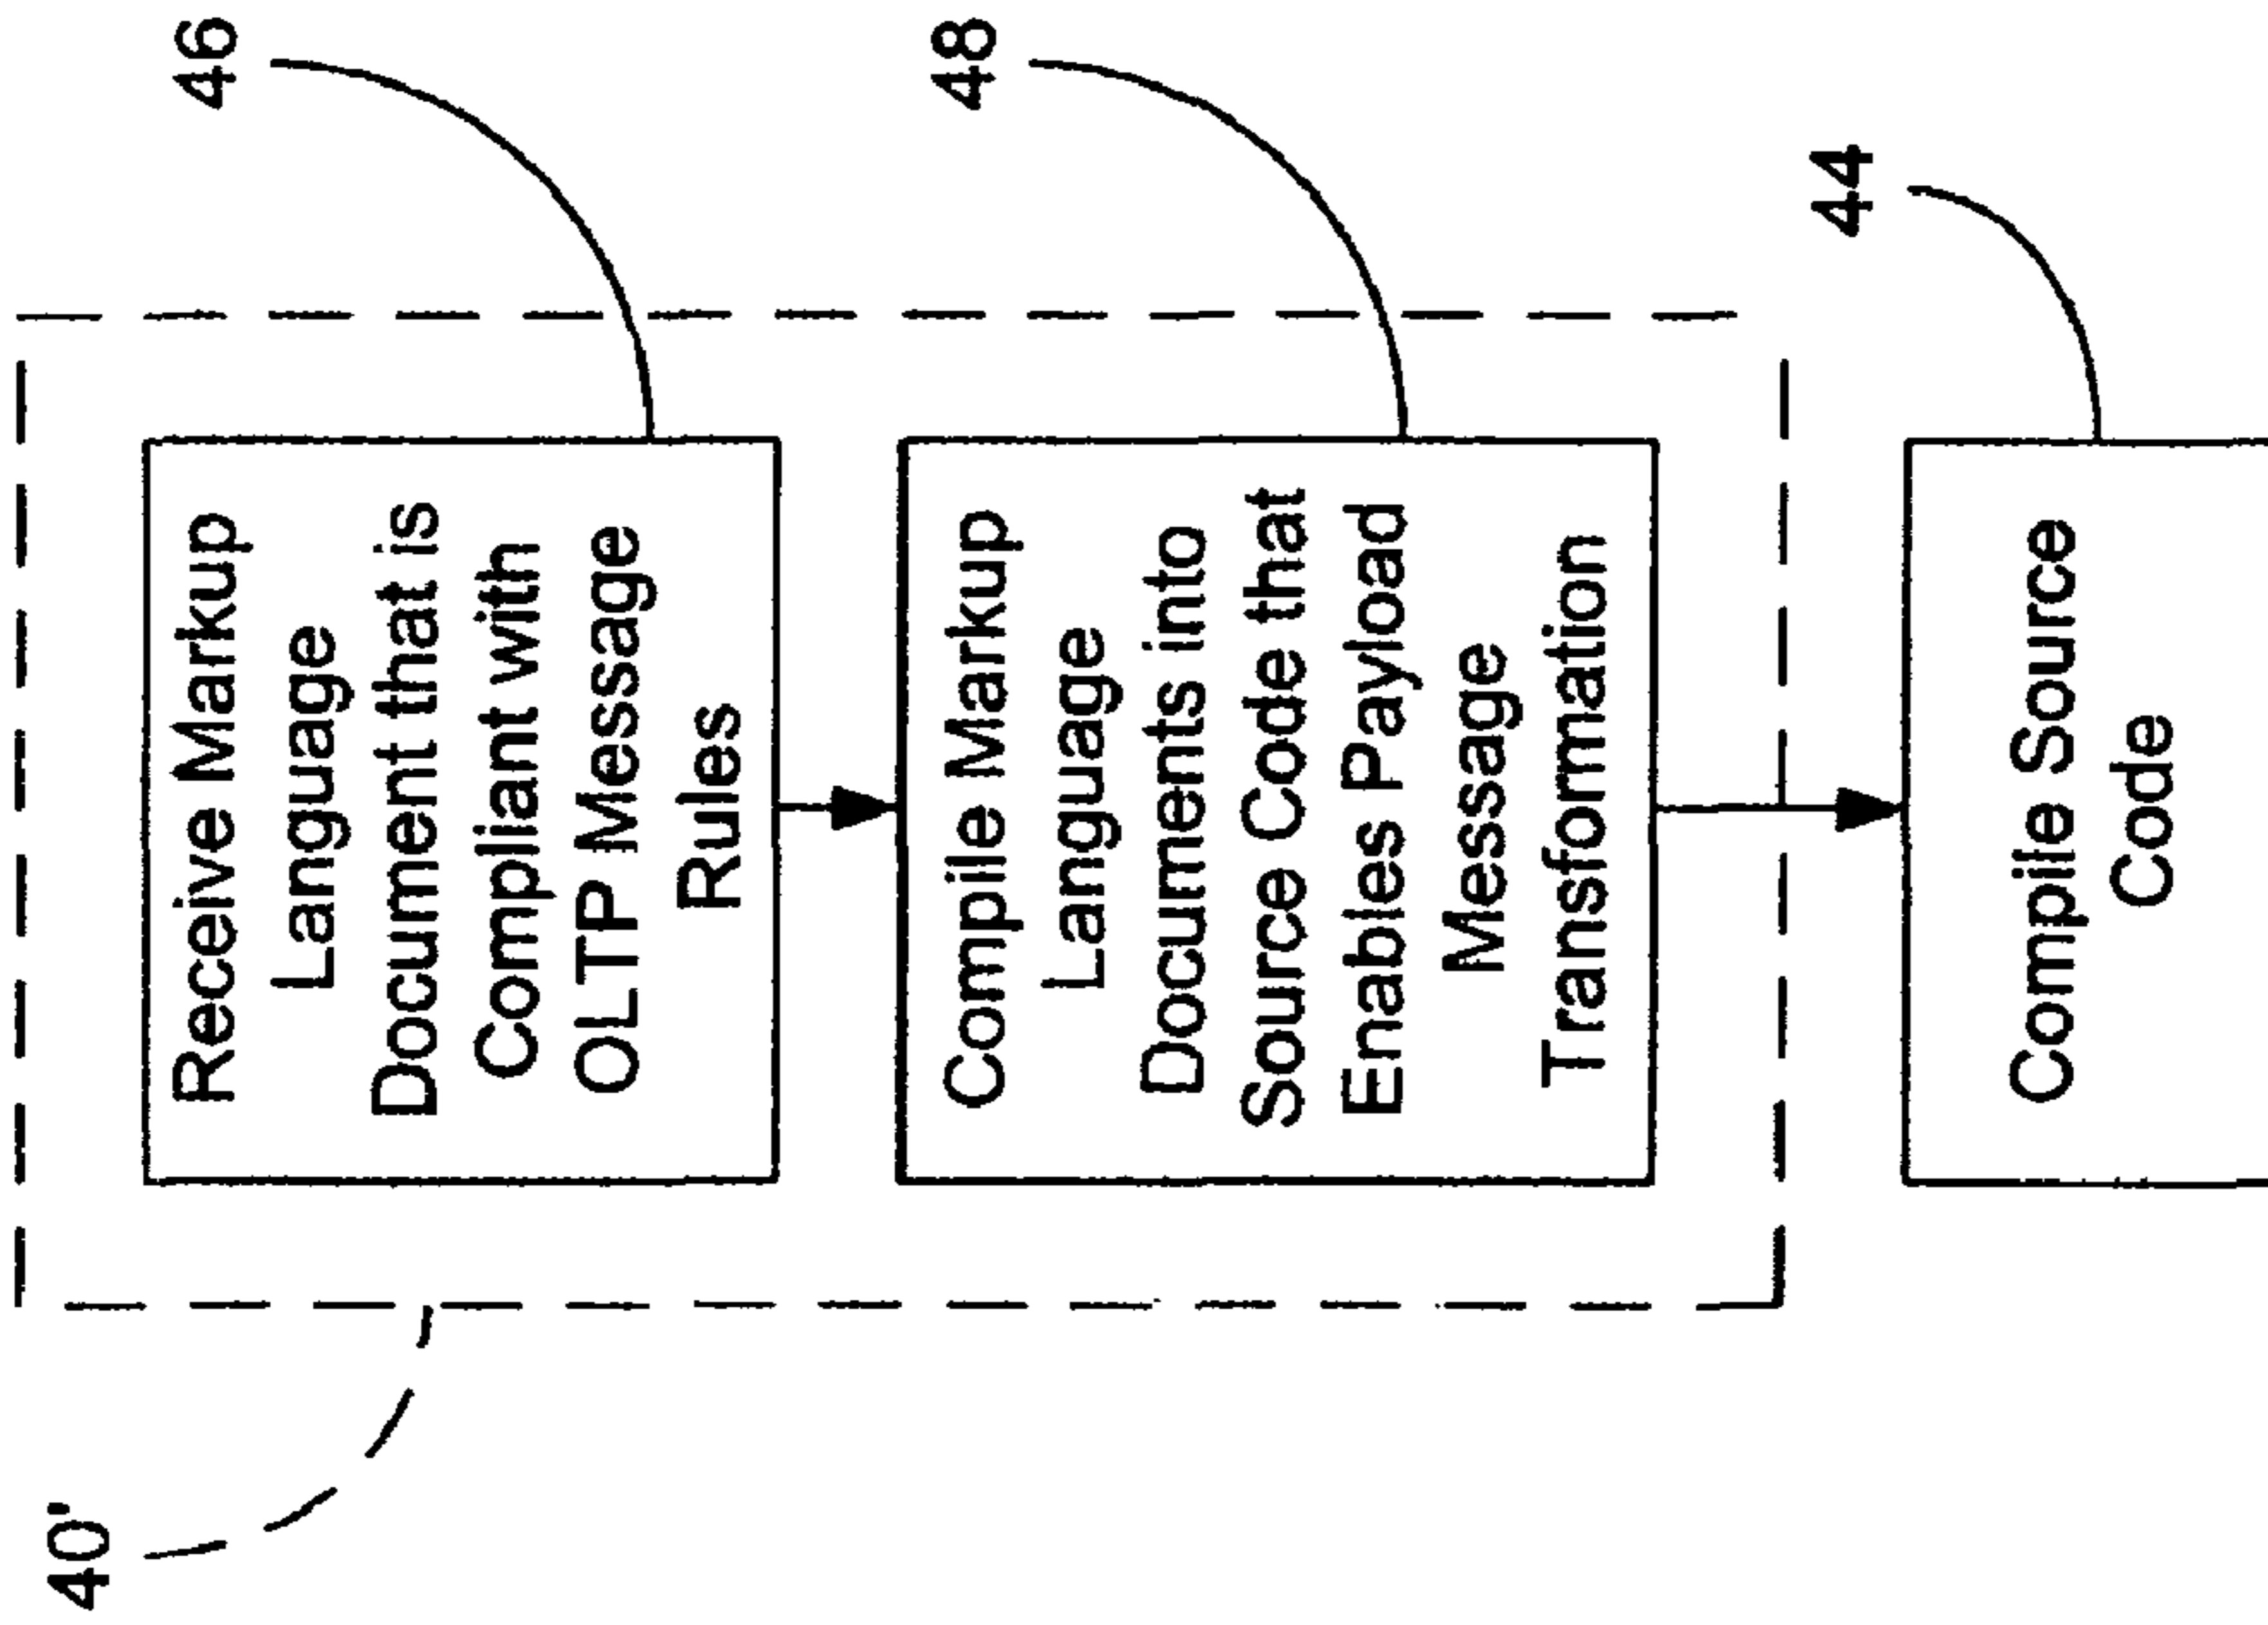 40'
46
Receive Markup
Language
Document that is
Compliant with
OLTP Message
Rules
48
Compile Markup
Language
Documents into
Source Code that
Enables Payload
Message
Transformation
44
Compile Source
Code